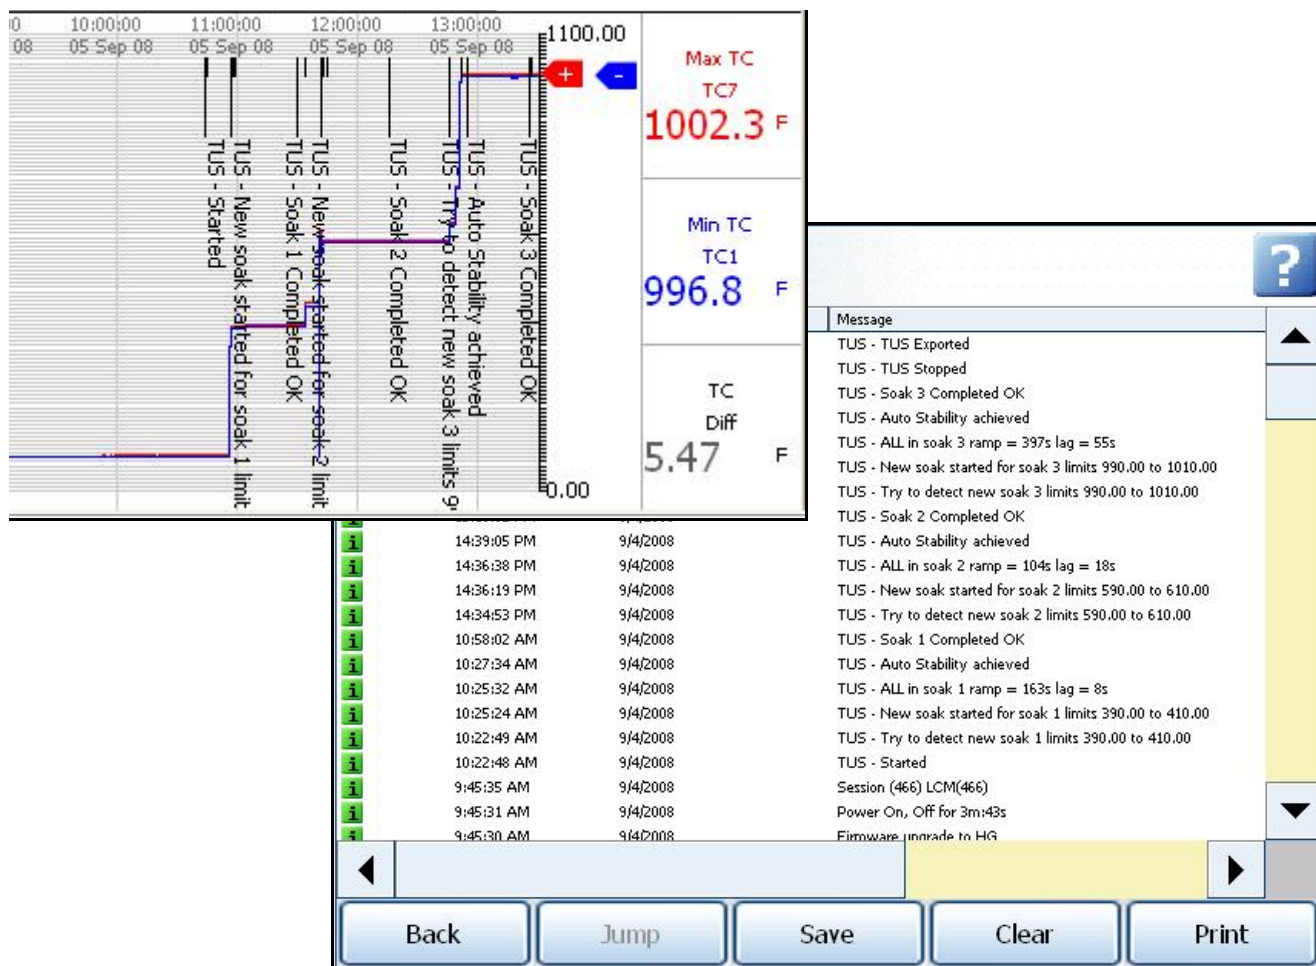 10:00:00 11:00:00 12:00:00 13:00:00
08 05 Sep 08 05 Sep 08 05 Sep 08 05 Sep 08
1100.00
0.00
TUS - Started
TUS - New soak started for soak 1 limit
TUS - Soak 1 Completed OK
TUS - New soak started for soak 2 limit
TUS - Soak 2 Completed OK
TUS - Try to detect new soak 3 limits 9
TUS - Auto Stability achieved
TUS - Soak 3 Completed OK
+ -
Max TC
TC7
1002.3 F
Min TC
TC1
996.8 F
TC
Diff
5.47 F
?
Message
TUS - TUS Exported
TUS - TUS Stopped
TUS - Soak 3 Completed OK
TUS - Auto Stability achieved
TUS - ALL in soak 3 ramp = 397s lag = 55s
TUS - New soak started for soak 3 limits 990.00 to 1010.00
TUS - Try to detect new soak 3 limits 990.00 to 1010.00
TUS - Soak 2 Completed OK
i 14:39:05 PM 9/4/2008 TUS - Auto Stability achieved
i 14:36:38 PM 9/4/2008 TUS - ALL in soak 2 ramp = 104s lag = 18s
i 14:36:19 PM 9/4/2008 TUS - New soak started for soak 2 limits 590.00 to 610.00
i 14:34:53 PM 9/4/2008 TUS - Try to detect new soak 2 limits 590.00 to 610.00
i 10:58:02 AM 9/4/2008 TUS - Soak 1 Completed OK
i 10:27:34 AM 9/4/2008 TUS - Auto Stability achieved
i 10:25:32 AM 9/4/2008 TUS - ALL in soak 1 ramp = 163s lag = 8s
i 10:25:24 AM 9/4/2008 TUS - New soak started for soak 1 limits 390.00 to 410.00
i 10:22:49 AM 9/4/2008 TUS - Try to detect new soak 1 limits 390.00 to 410.00
i 10:22:48 AM 9/4/2008 TUS - Started
i 9:45:35 AM 9/4/2008 Session (466) LCM(466)
i 9:45:31 AM 9/4/2008 Power On, Off for 3m:43s
i 9:45:30 AM 9/4/2008 Firmware upgrade to HG
Back Jump Save Clear Print